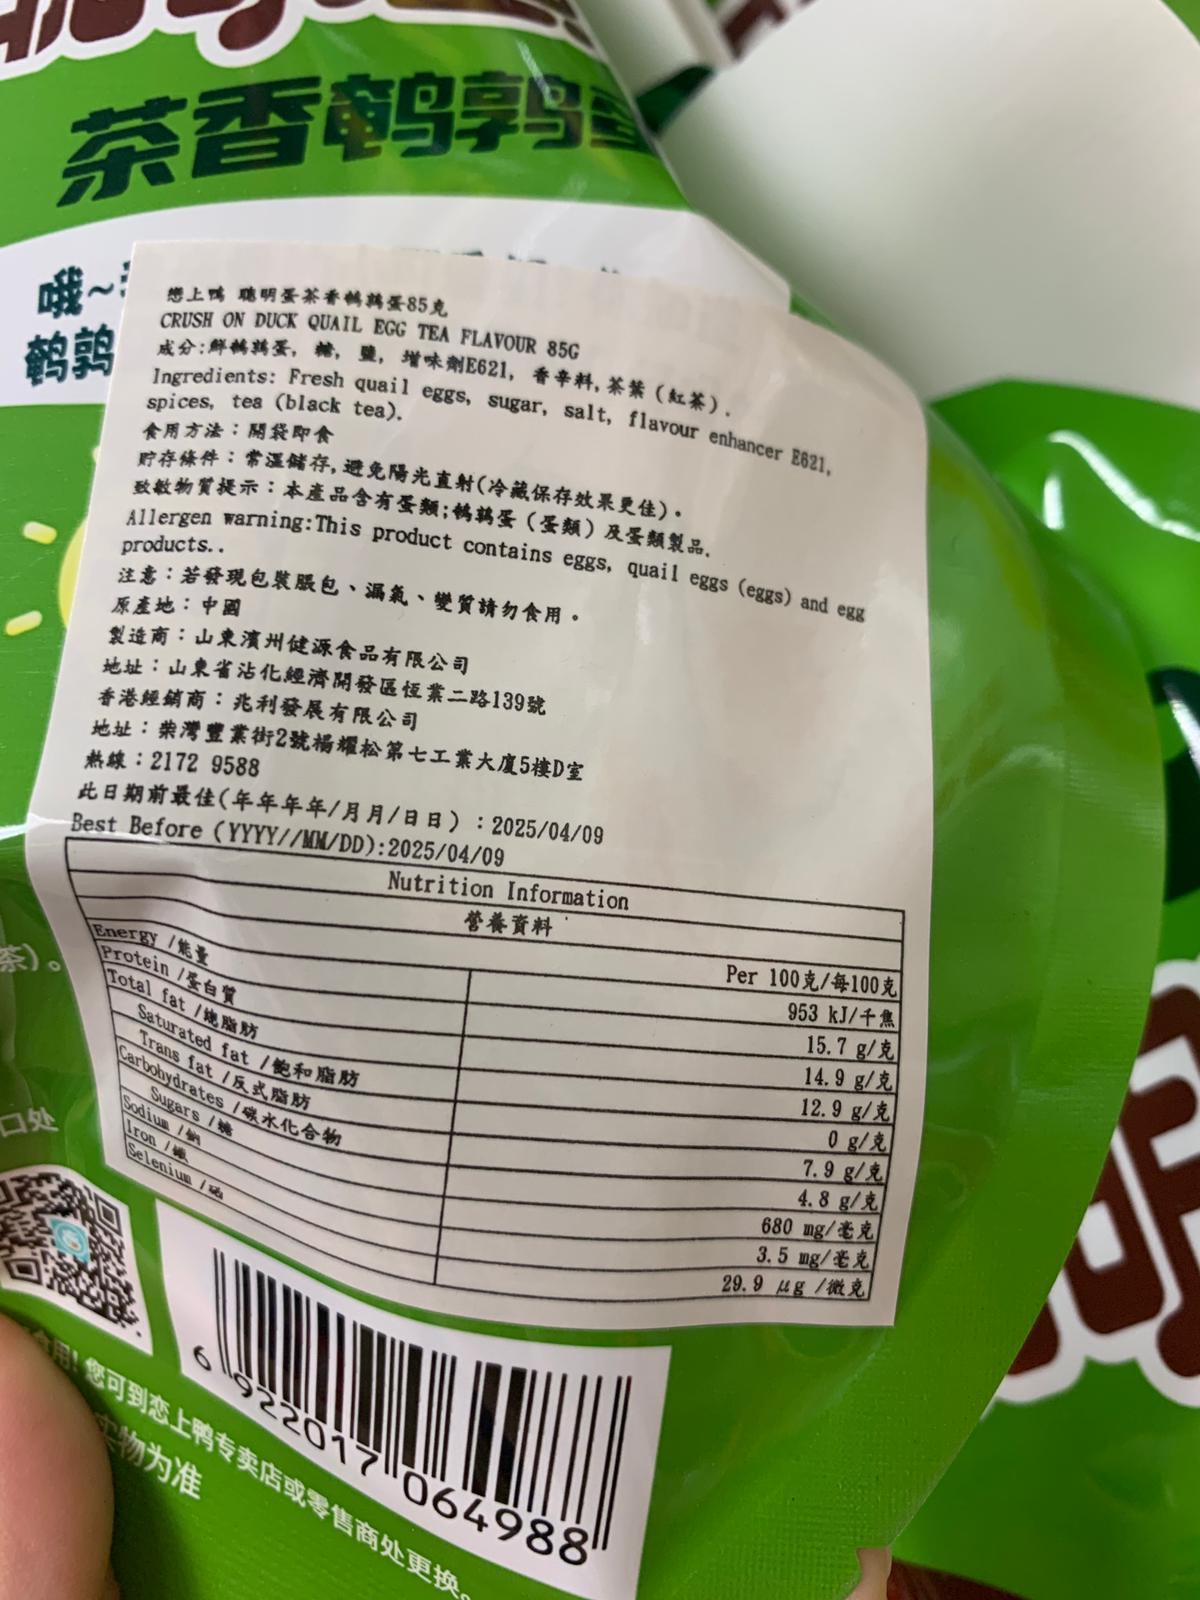 茶香鹌鹑
哦~
鹌鹑
戀上鴨 聰明蛋茶香鵪鶉蛋85克
CRUSH ON DUCK QUAIL EGG TEA FLAVOUR 85G
成分:鮮鵪鶉蛋, 糖, 鹽, 增味劑E621, 香辛料,茶葉(紅茶).
Ingredients: Fresh quail eggs, sugar, salt, flavour enhancer E621,
spices, tea (black tea).
食用方法:開袋即食
貯存條件:常溫儲存,避免陽光直射(冷藏保存效果更佳)。
致敏物質提示:本產品含有蛋類;鵪鶉蛋(蛋類)及蛋類製品.
Allergen warning:This product contains eggs, quail eggs (eggs) and egg
products..
注意:若發現包裝脹包、漏氣、變質請勿食用。
原產地:中國
製造商:山東濱州健源食品有限公司
地址:山東省沾化經濟開發區恆業二路139號
香港經銷商:兆利發展有限公司
地址:柴灣豐業街2號楊耀松第七工業大廈5樓D室
熱線:2172 9588
此日期前最佳(年年年年/月月/日日):2025/04/09
Best Before (YYYY//MM/DD):2025/04/09
Nutrition Information
營養資料
Per 100克/每100克
Energy /能量 953 kJ/千焦
Protein /蛋白質 15.7 g/克
Total fat /總脂肪 14.9 g/克
Saturated fat /飽和脂肪 12.9 g/克
Trans fat /反式脂肪 0 g/克
Carbohydrates /碳水化合物 7.9 g/克
Sugars /糖 4.8 g/克
Sodium /鈉 680 mg/毫克
Iron /鐵 3.5 mg/毫克
Selenium /硒 29.9 μg /微克
茶)。
口处
6 922017 064988
食用!您可到恋上鸭专卖店或零售商处更换。
实物为准